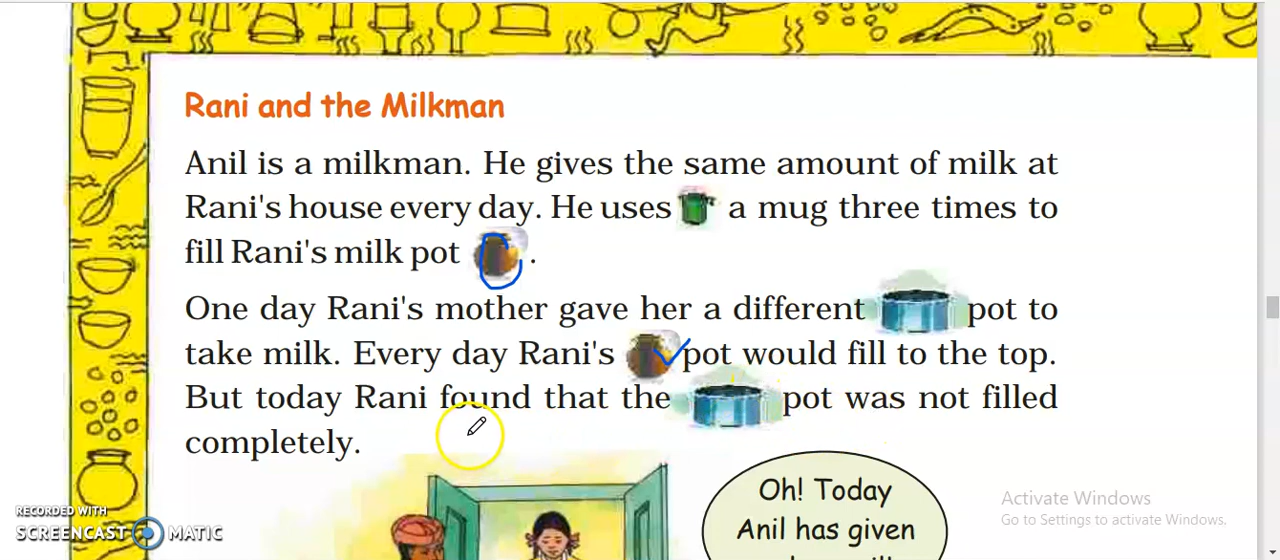 Rani and the Milkman
Anil is a milkman. He gives the same amount of milk at
Rani's house every day. He uses a mug three times to
fill Rani's milk pot .
One day Rani's mother gave her a different pot to
take milk. Every day Rani's pot would fill to the top.
But today Rani found that the pot was not filled
completely.
Oh! Today
Anil has given
Activate Windows
Go to Settings to activate Windows.
RECORDED WITH
SCREENCAST MATIC